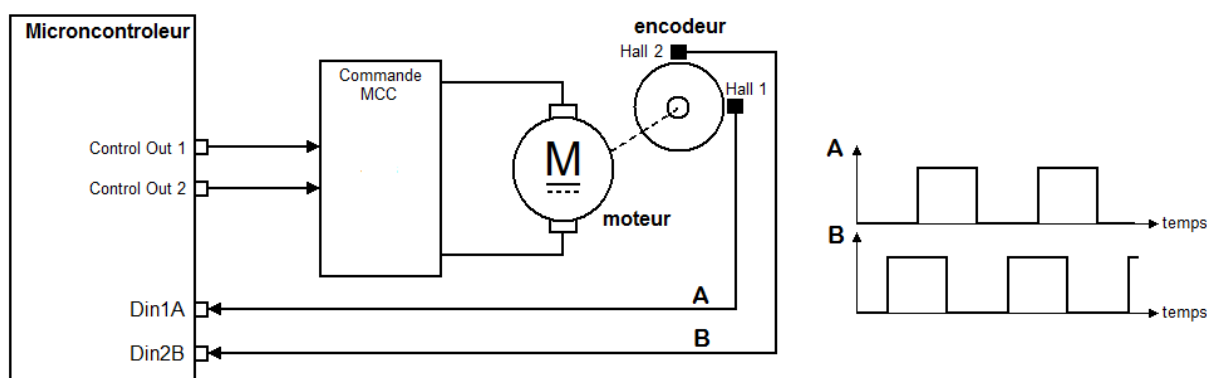 Microncontroleur
Control Out 1
Control Out 2
Din1A
Din2B
Commande
MCC
M
moteur
encodeur
Hall 2
Hall 1
A
B
A
temps
B
temps